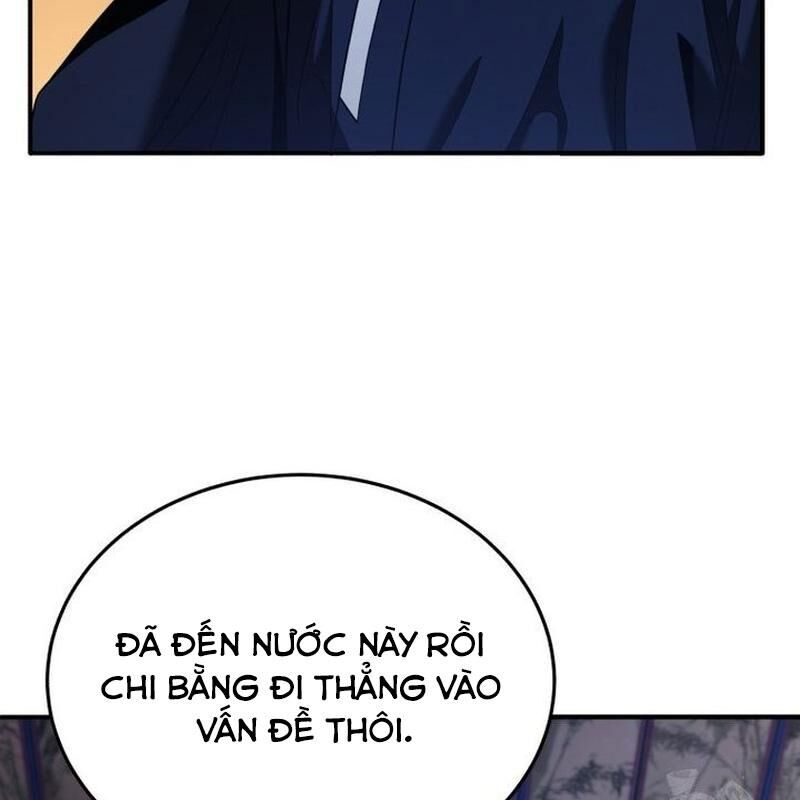 ĐÃ ĐẾN NƯỚC NÀY RỒI
CHI BẰNG ĐI THẲNG VÀO
VẤN ĐỀ THÔI.